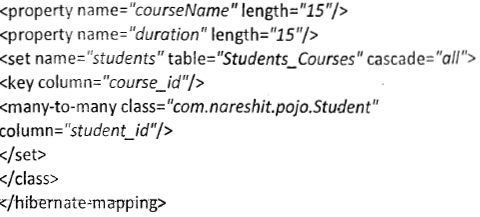 <property name="courseName" length="15"/>
<property name="duration" length="15"/>
<set name="students" table="Students_Courses" cascade="all">
<key column="course_id"/>
<many-to-many class="com.nareshit.pojo.Student"
column="student_id"/>
</set>
</class>
</hibernate-mapping>